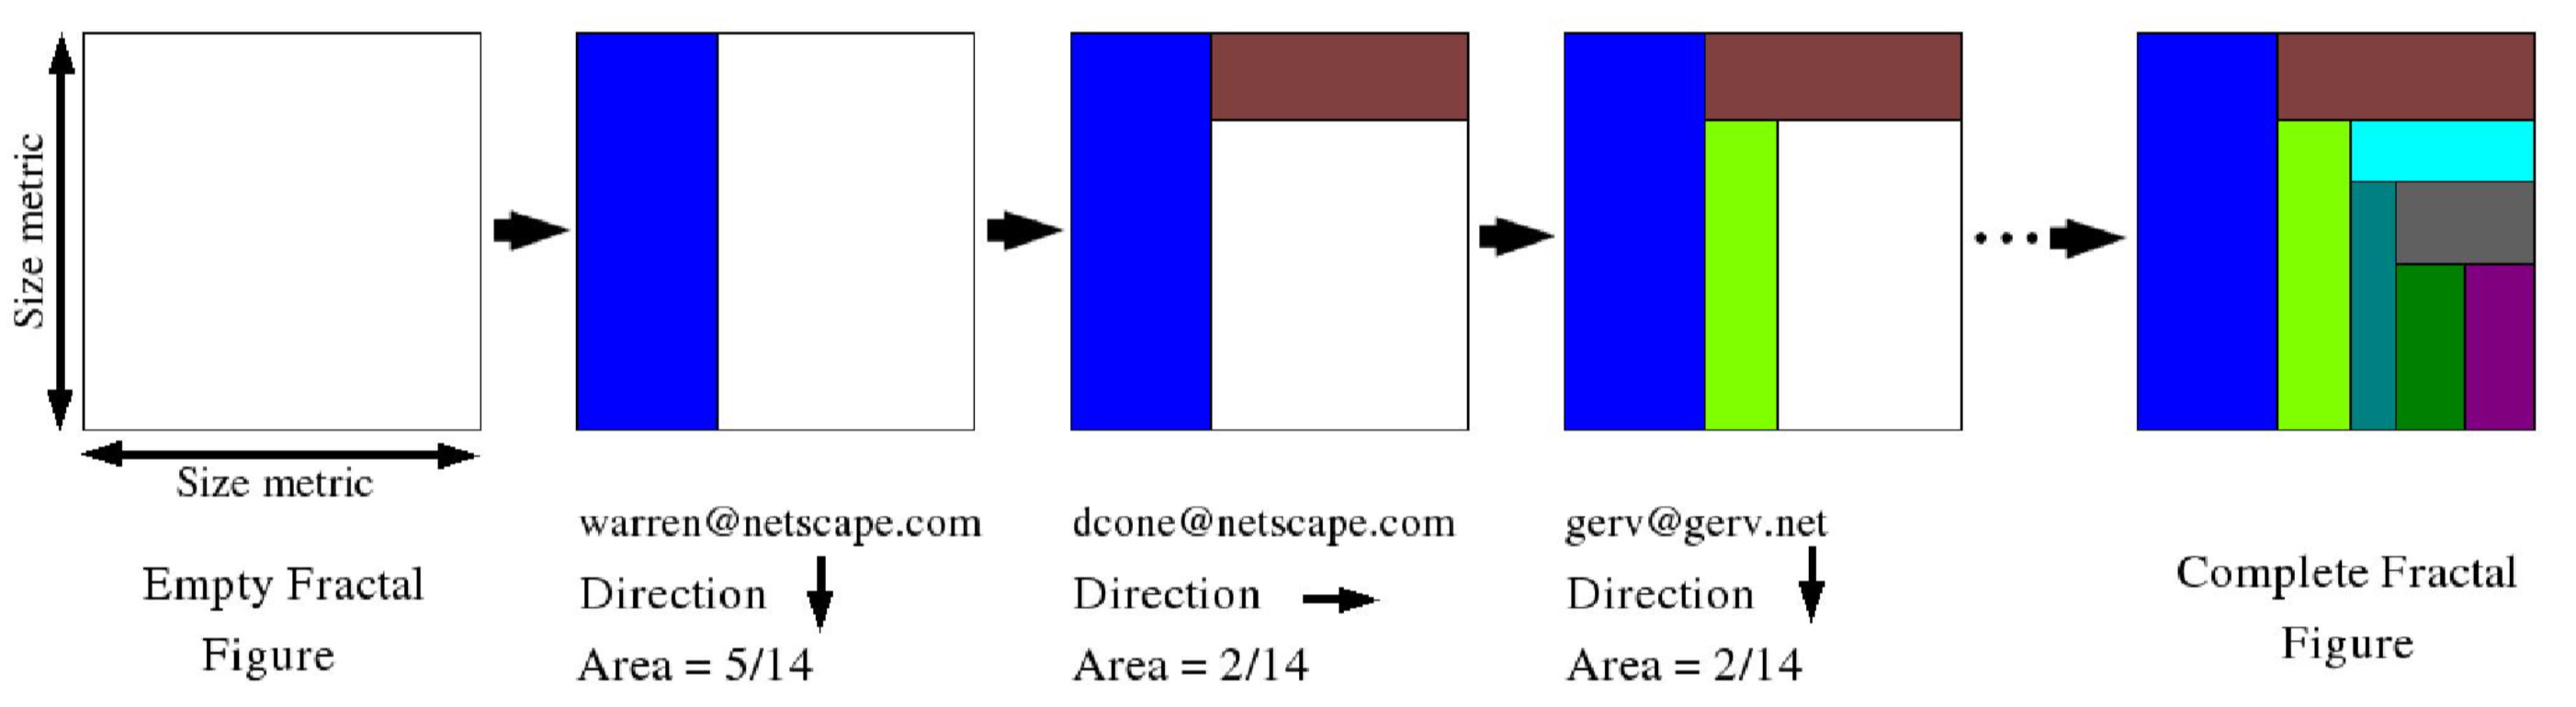 Size metric
Size metric
Empty Fractal
Figure
warren@netscape.com
Direction
Area = 5/14
dcone@netscape.com
Direction
Area = 2/14
gerv@gerv.net
Direction
Area = 2/14
Complete Fractal
Figure